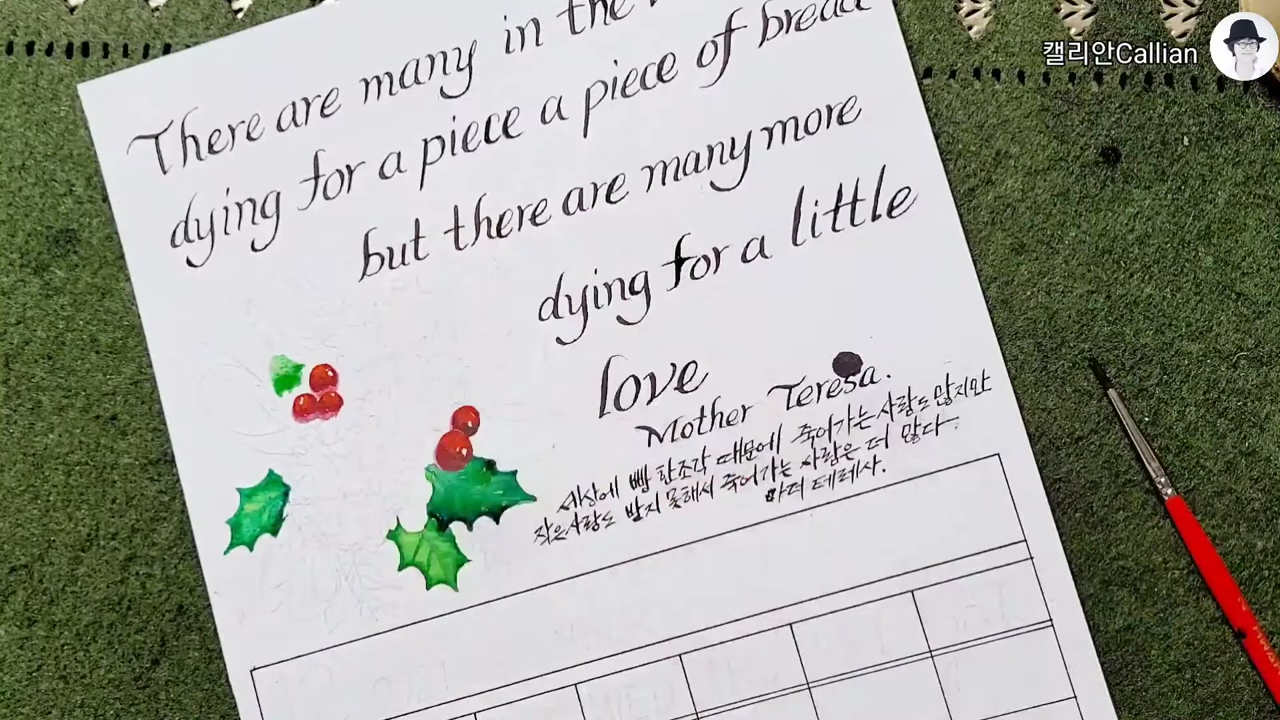 캘리안Callian
There are many in the
dying for a piece a piece of bread
but there are many more
dying for a little
love
Mother Teresa.
세상에 빵 한조각 때문에 죽어가는 사람도 많지만
작은사랑도 받지 못해서 죽어가는 사람은 더 많다.
마더 테레사.